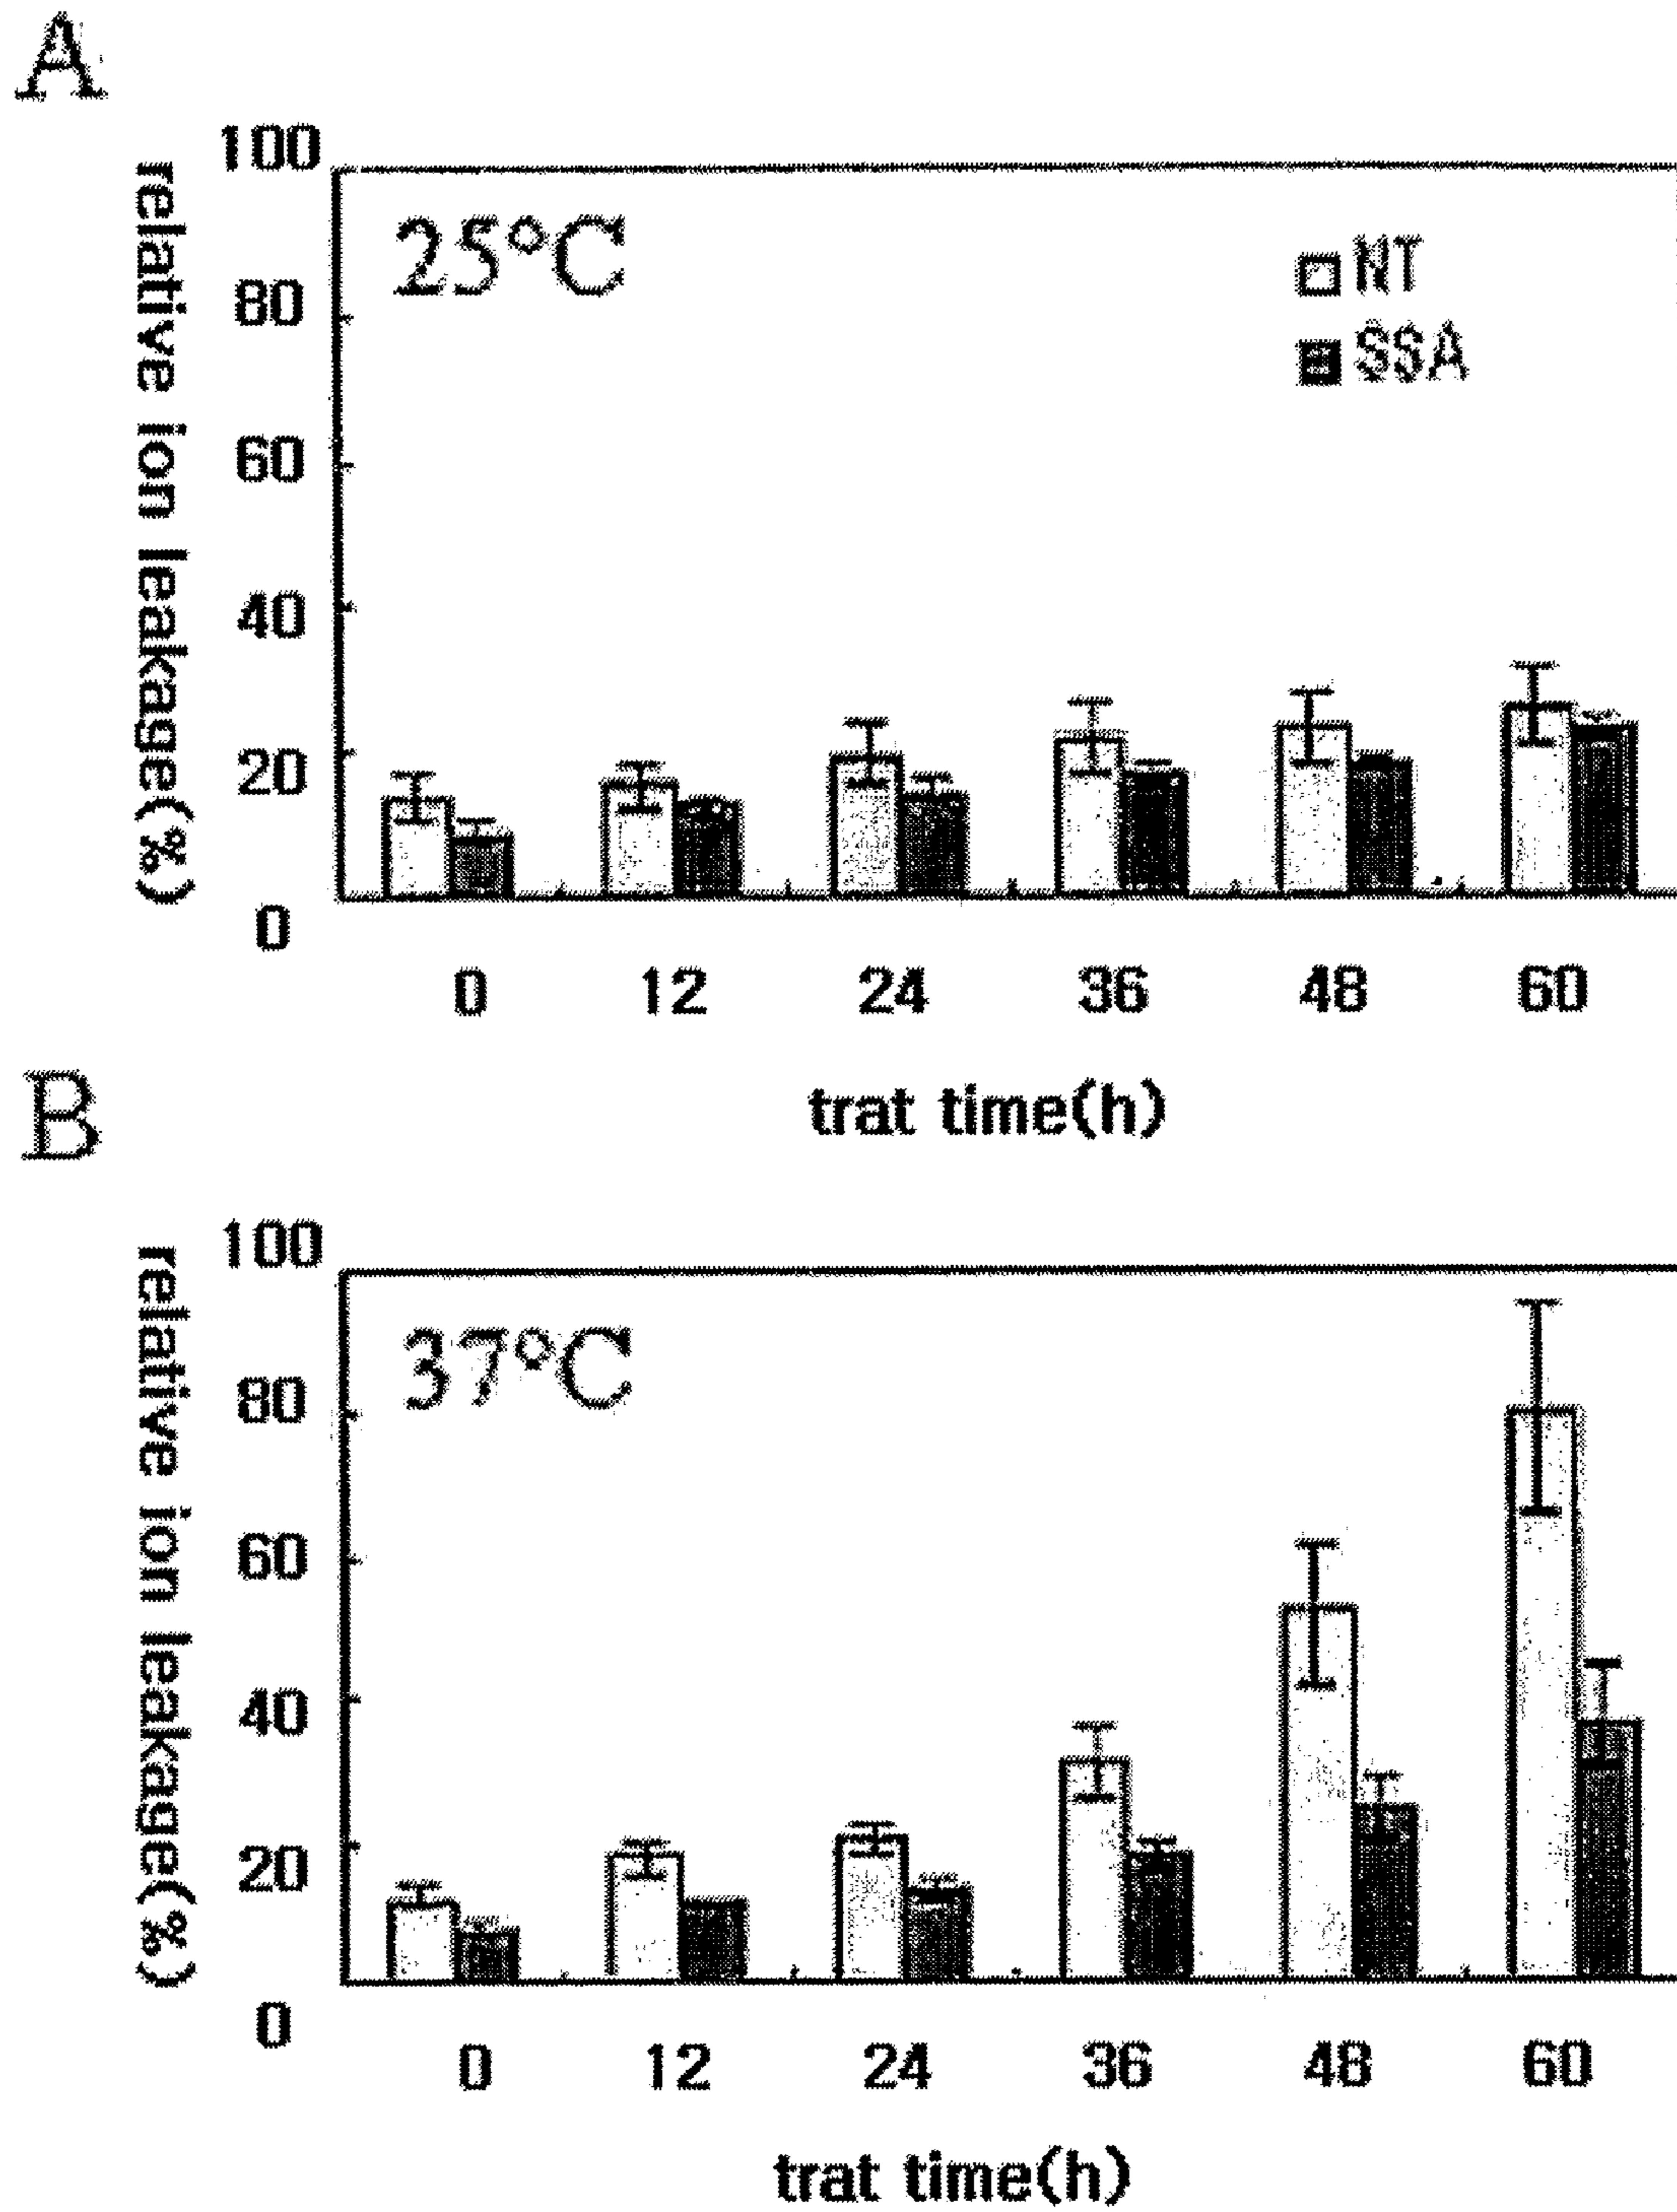 A
100
80
60
40
20
0
relative ion leakage(%)
25°C
NT
SSA
0 12 24 36 48 60
trat time(h)
B
100
80
60
40
20
0
relative ion leakage(%)
37°C
0 12 24 36 48 60
trat time(h)